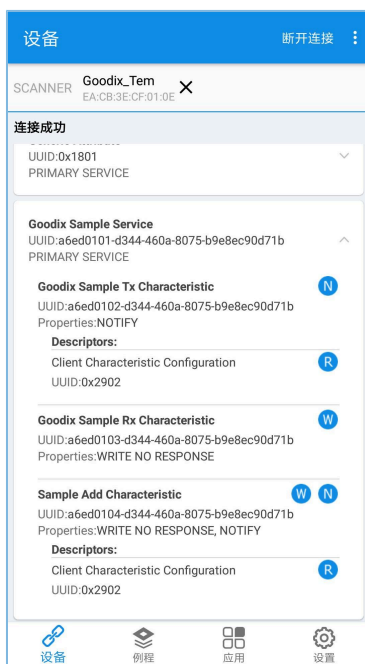 设备
断开连接
SCANNER
Goodix_Tem
EA:CB:3E:CF:01:0E
连接成功
UUID:0x1801
PRIMARY SERVICE
Goodix Sample Service
UUID:a6ed0101-d344-460a-8075-b9e8ec90d71b
PRIMARY SERVICE
Goodix Sample Tx Characteristic
N
UUID:a6ed0102-d344-460a-8075-b9e8ec90d71b
Properties:NOTIFY
Descriptors:
Client Characteristic Configuration
R
UUID:0x2902
Goodix Sample Rx Characteristic
W
UUID:a6ed0103-d344-460a-8075-b9e8ec90d71b
Properties:WRITE NO RESPONSE
Sample Add Characteristic
W N
UUID:a6ed0104-d344-460a-8075-b9e8ec90d71b
Properties:WRITE NO RESPONSE, NOTIFY
Descriptors:
Client Characteristic Configuration
R
UUID:0x2902
设备
例程
应用
设置